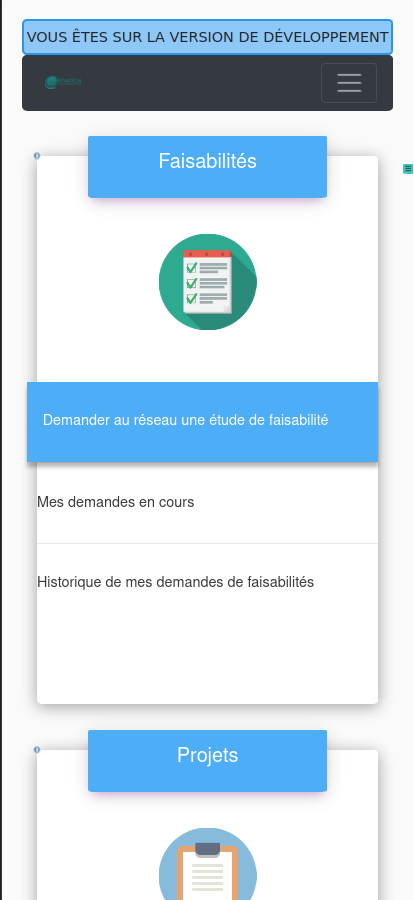 VOUS ÊTES SUR LA VERSION DE DÉVELOPPEMENT
Faisabilités
Demander au réseau une étude de faisabilité
Mes demandes en cours
Historique de mes demandes de faisabilités
Projets